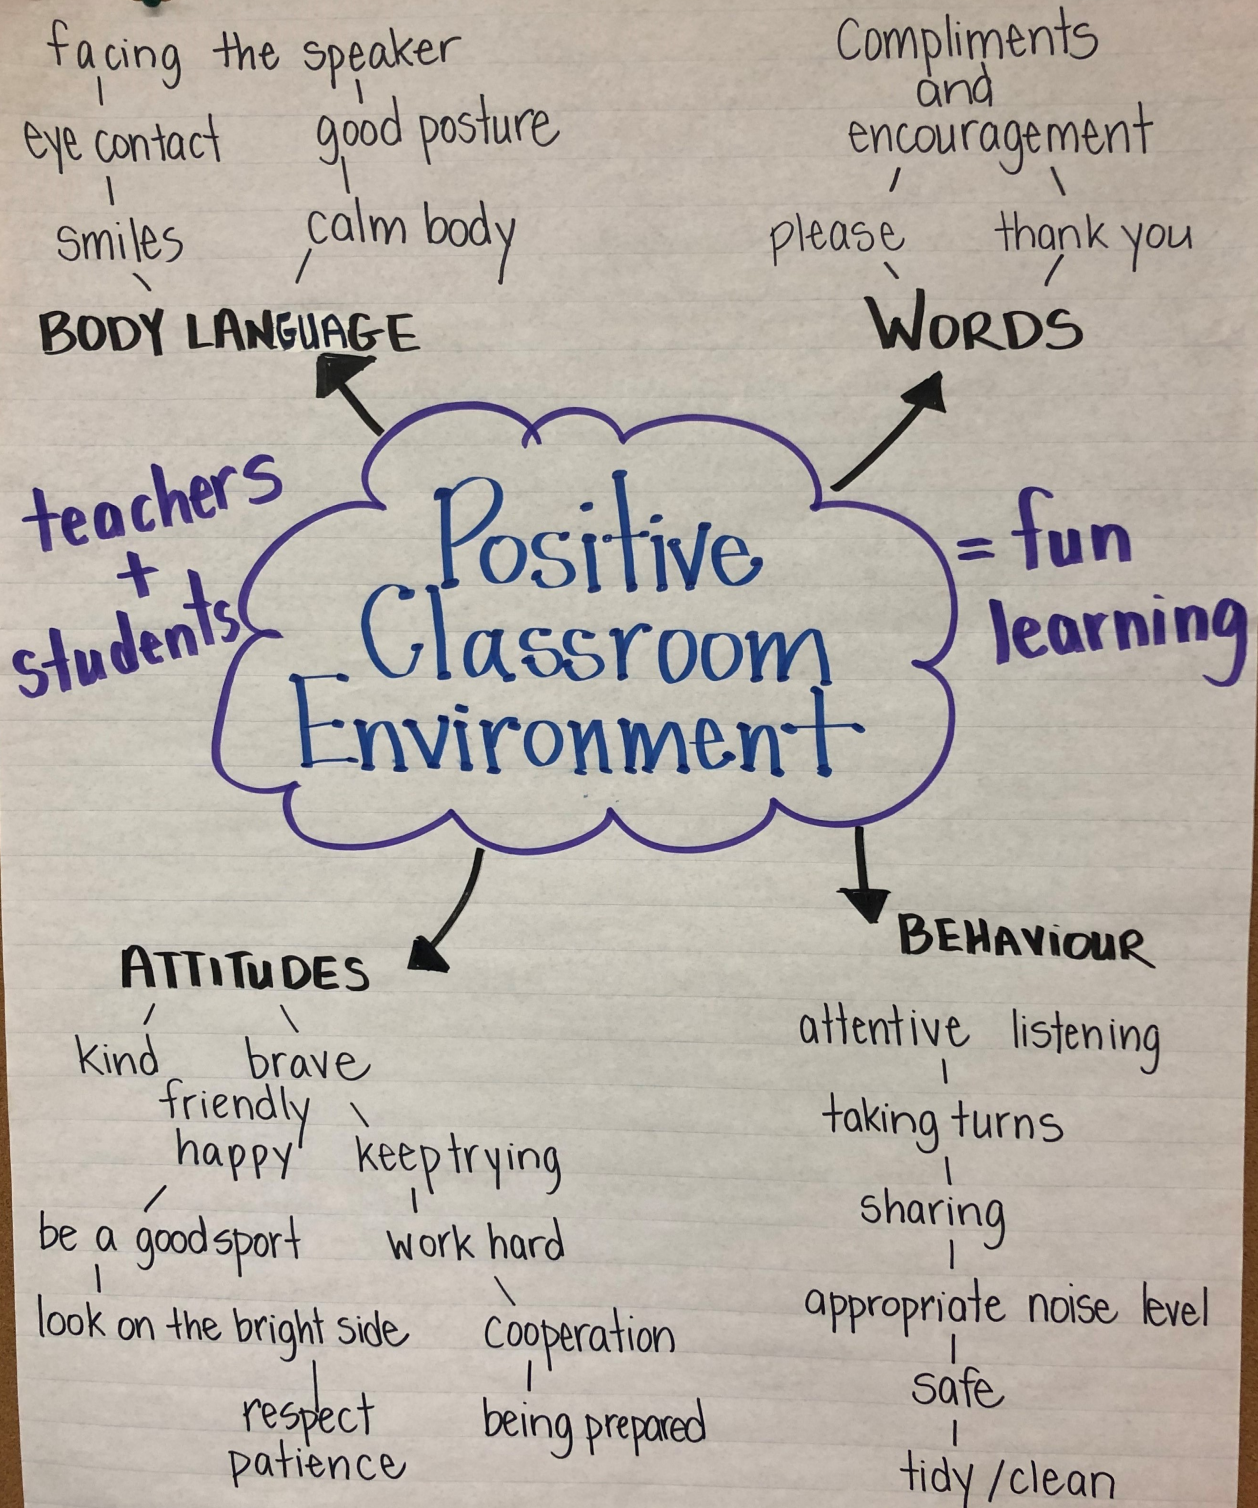 facing the speaker
eye contact
good posture
smiles
calm body
BODY LANGUAGE
Compliments
and
encouragement
please
thank you
WORDS
teachers
+
students
Positive
Classroom
Environment
= fun
learning
ATTITUDES
kind
brave
friendly
happy
keep trying
be a good sport
work hard
look on the bright side
cooperation
respect
patience
being prepared
BEHAVIOUR
attentive listening
taking turns
sharing
appropriate noise level
safe
tidy / clean